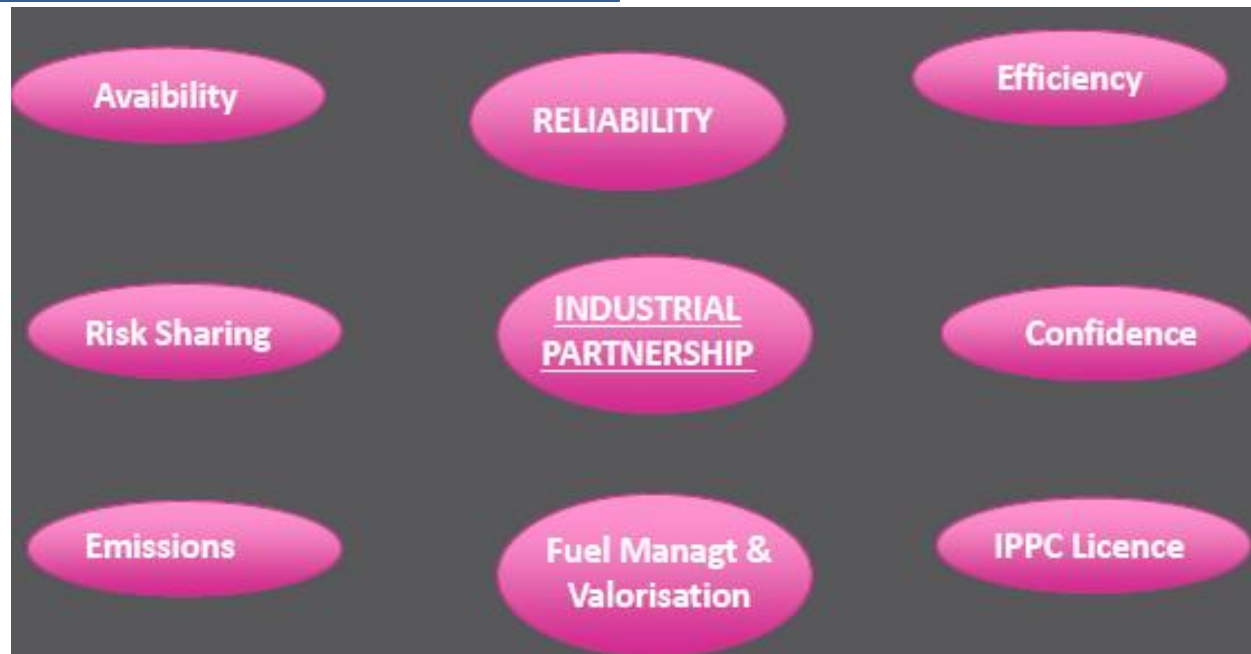 Avaibility
RELIABILITY
Efficiency
Risk Sharing
INDUSTRIAL
PARTNERSHIP
Confidence
Emissions
Fuel Managt &
Valorisation
IPPC Licence